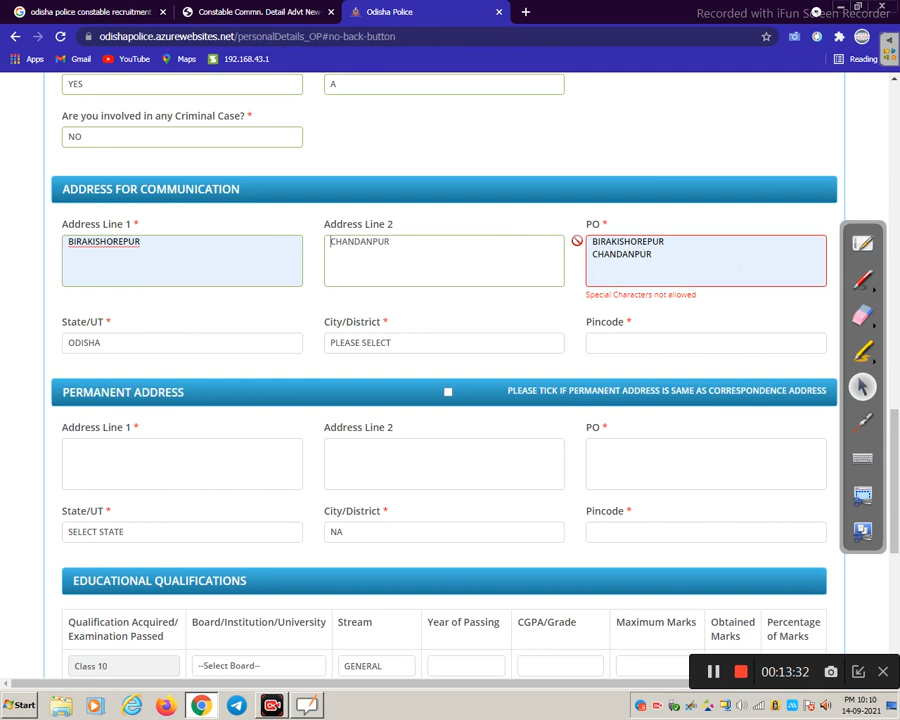 odisha police constable recruitment
Constable Commn. Detail Advt New
Odisha Police
Recorded with iFun Screen Recorder
odishapolice.azurewebsites.net/personalDetails_OP#no-back-button
Apps
Gmail
YouTube
Maps
192.168.43.1
Reading
YES
A
Are you involved in any Criminal Case? *
NO
ADDRESS FOR COMMUNICATION
Address Line 1 *
Address Line 2
PO *
BIRAKISHOREPUR
CHANDANPUR
BIRAKISHOREPUR
CHANDANPUR
Special Characters not allowed
State/UT *
City/District *
Pincode *
ODISHA
PLEASE SELECT
PERMANENT ADDRESS
PLEASE TICK IF PERMANENT ADDRESS IS SAME AS CORRESPONDENCE ADDRESS
Address Line 1 *
Address Line 2
PO *
State/UT *
City/District *
Pincode *
SELECT STATE
NA
EDUCATIONAL QUALIFICATIONS
Qualification Acquired/
Examination Passed
Board/Institution/University
Stream
Year of Passing
CGPA/Grade
Maximum Marks
Obtained
Marks
Percentage
of Marks
Class 10
--Select Board--
GENERAL
00:13:32
Start
PM 10:10
14-09-2021